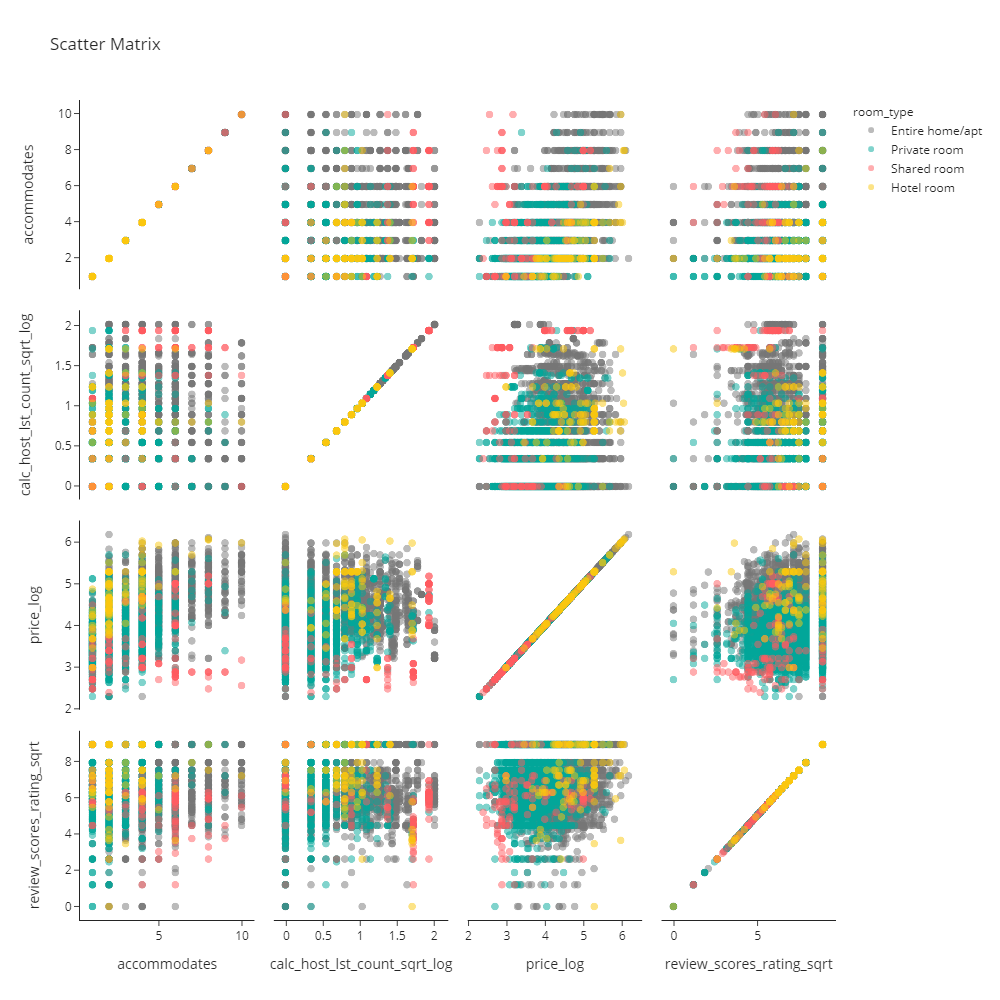 Scatter Matrix
room_type
Entire home/apt
Private room
Shared room
Hotel room
accommodates
10
8
6
4
2
calc_host_lst_count_sqrt_log
2
1.5
1
0.5
0
price_log
6
5
4
3
2
review_scores_rating_sqrt
8
6
4
2
0
5 10
0 0.5 1 1.5 2
2 3 4 5 6
0 5
accommodates
calc_host_lst_count_sqrt_log
price_log
review_scores_rating_sqrt